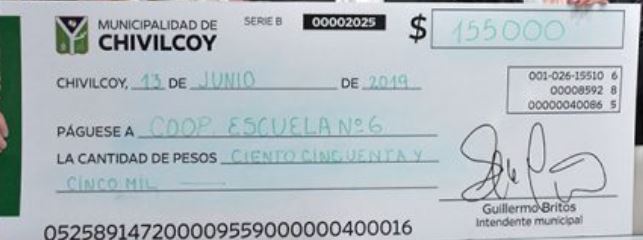 MUNICIPALIDAD DE CHIVILCOY SERIE B 00002025 $ 155000
CHIVILCOY, 13 DE JUNIO DE 2019
001-026-15510 6
00008592 8
00000040086 5
PÁGUESE A COOP. ESCUELA Nº6
LA CANTIDAD DE PESOS CIENTO CINCUENTA Y
CINCO MIL
Guillermo Britos
Intendente municipal
052589147200009559000000400016